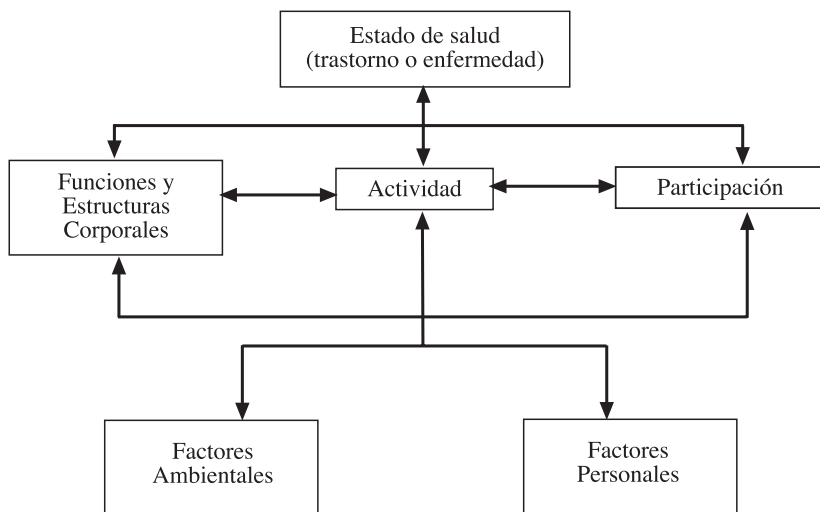 Estado de salud
(trastorno o enfermedad)
Funciones y
Estructuras
Corporales
Actividad
Participación
Factores
Ambientales
Factores
Personales